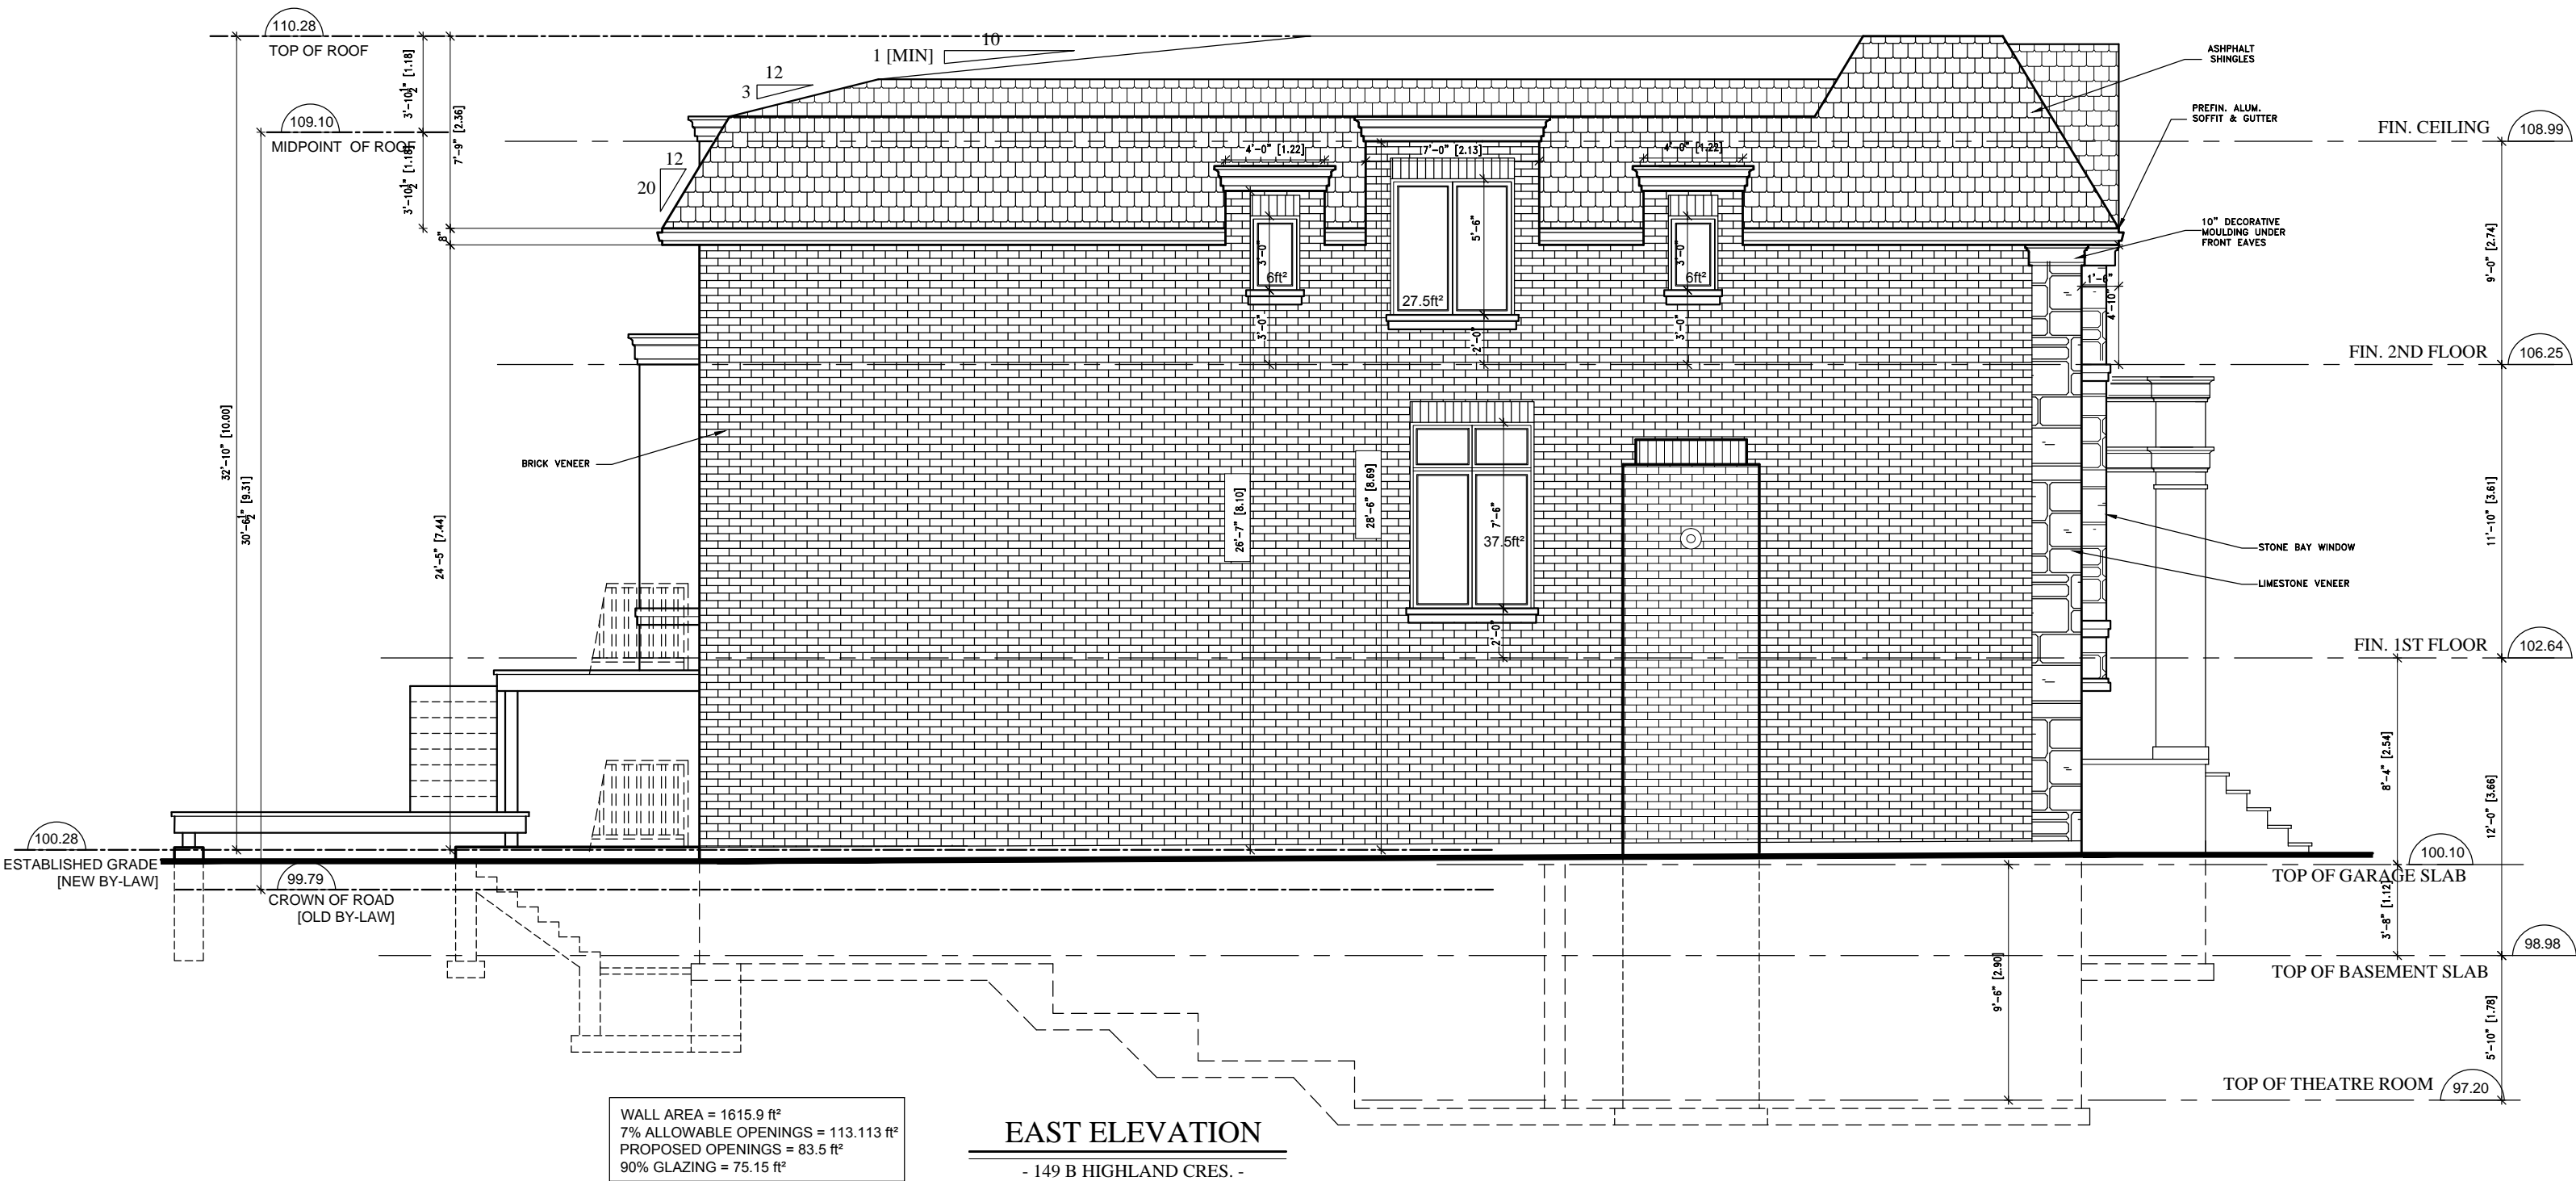 110.28
TOP OF ROOF
109.10
MIDPOINT OF ROOF
3'-10½" [1.18]
3'-10½" [1.18]
7'-9" [2.36]
8"
32'-10" [10.00]
30'-6½" [9.31]
24'-5" [7.44]
1 [MIN]
10
12
3
12
20
4'-0" [1.22]
7'-0" [2.13]
4'-0" [1.22]
3'-0"
6ft²
3'-0"
5'-6"
27.5ft²
2'-0"
3'-0"
6ft²
3'-0"
26'-7" [8.10]
28'-6" [8.69]
7'-6"
37.5ft²
2'-0"
BRICK VENEER
ASHPHALT
SHINGLES
PREFIN. ALUM.
SOFFIT & GUTTER
10" DECORATIVE
MOULDING UNDER
FRONT EAVES
1'-6"
4'-10"
STONE BAY WINDOW
LIMESTONE VENEER
FIN. CEILING
108.99
9'-0" [2.74]
FIN. 2ND FLOOR
106.25
11'-10" [3.61]
FIN. 1ST FLOOR
102.64
8'-4" [2.54]
12'-0" [3.66]
100.10
TOP OF GARAGE SLAB
3'-8" [1.12]
98.98
TOP OF BASEMENT SLAB
9'-6" [2.90]
5'-10" [1.78]
TOP OF THEATRE ROOM
97.20
100.28
ESTABLISHED GRADE
[NEW BY-LAW]
99.79
CROWN OF ROAD
[OLD BY-LAW]
WALL AREA = 1615.9 ft²
7% ALLOWABLE OPENINGS = 113.113 ft²
PROPOSED OPENINGS = 83.5 ft²
90% GLAZING = 75.15 ft²
EAST ELEVATION
- 149 B HIGHLAND CRES. -